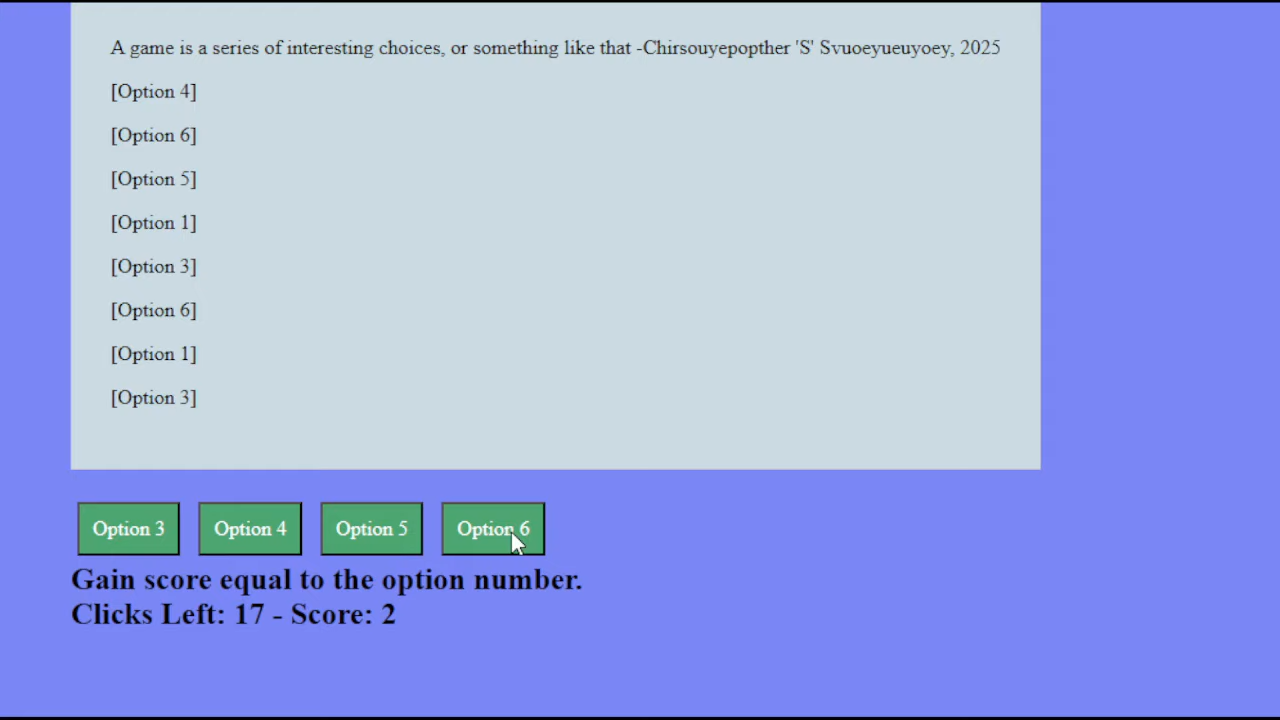 A game is a series of interesting choices, or something like that -Chirsouyepopther 'S' Svuoeyueuyoey, 2025
[Option 4]
[Option 6]
[Option 5]
[Option 1]
[Option 3]
[Option 6]
[Option 1]
[Option 3]
Option 3 Option 4 Option 5 Option 6
Gain score equal to the option number.
Clicks Left: 17 - Score: 2